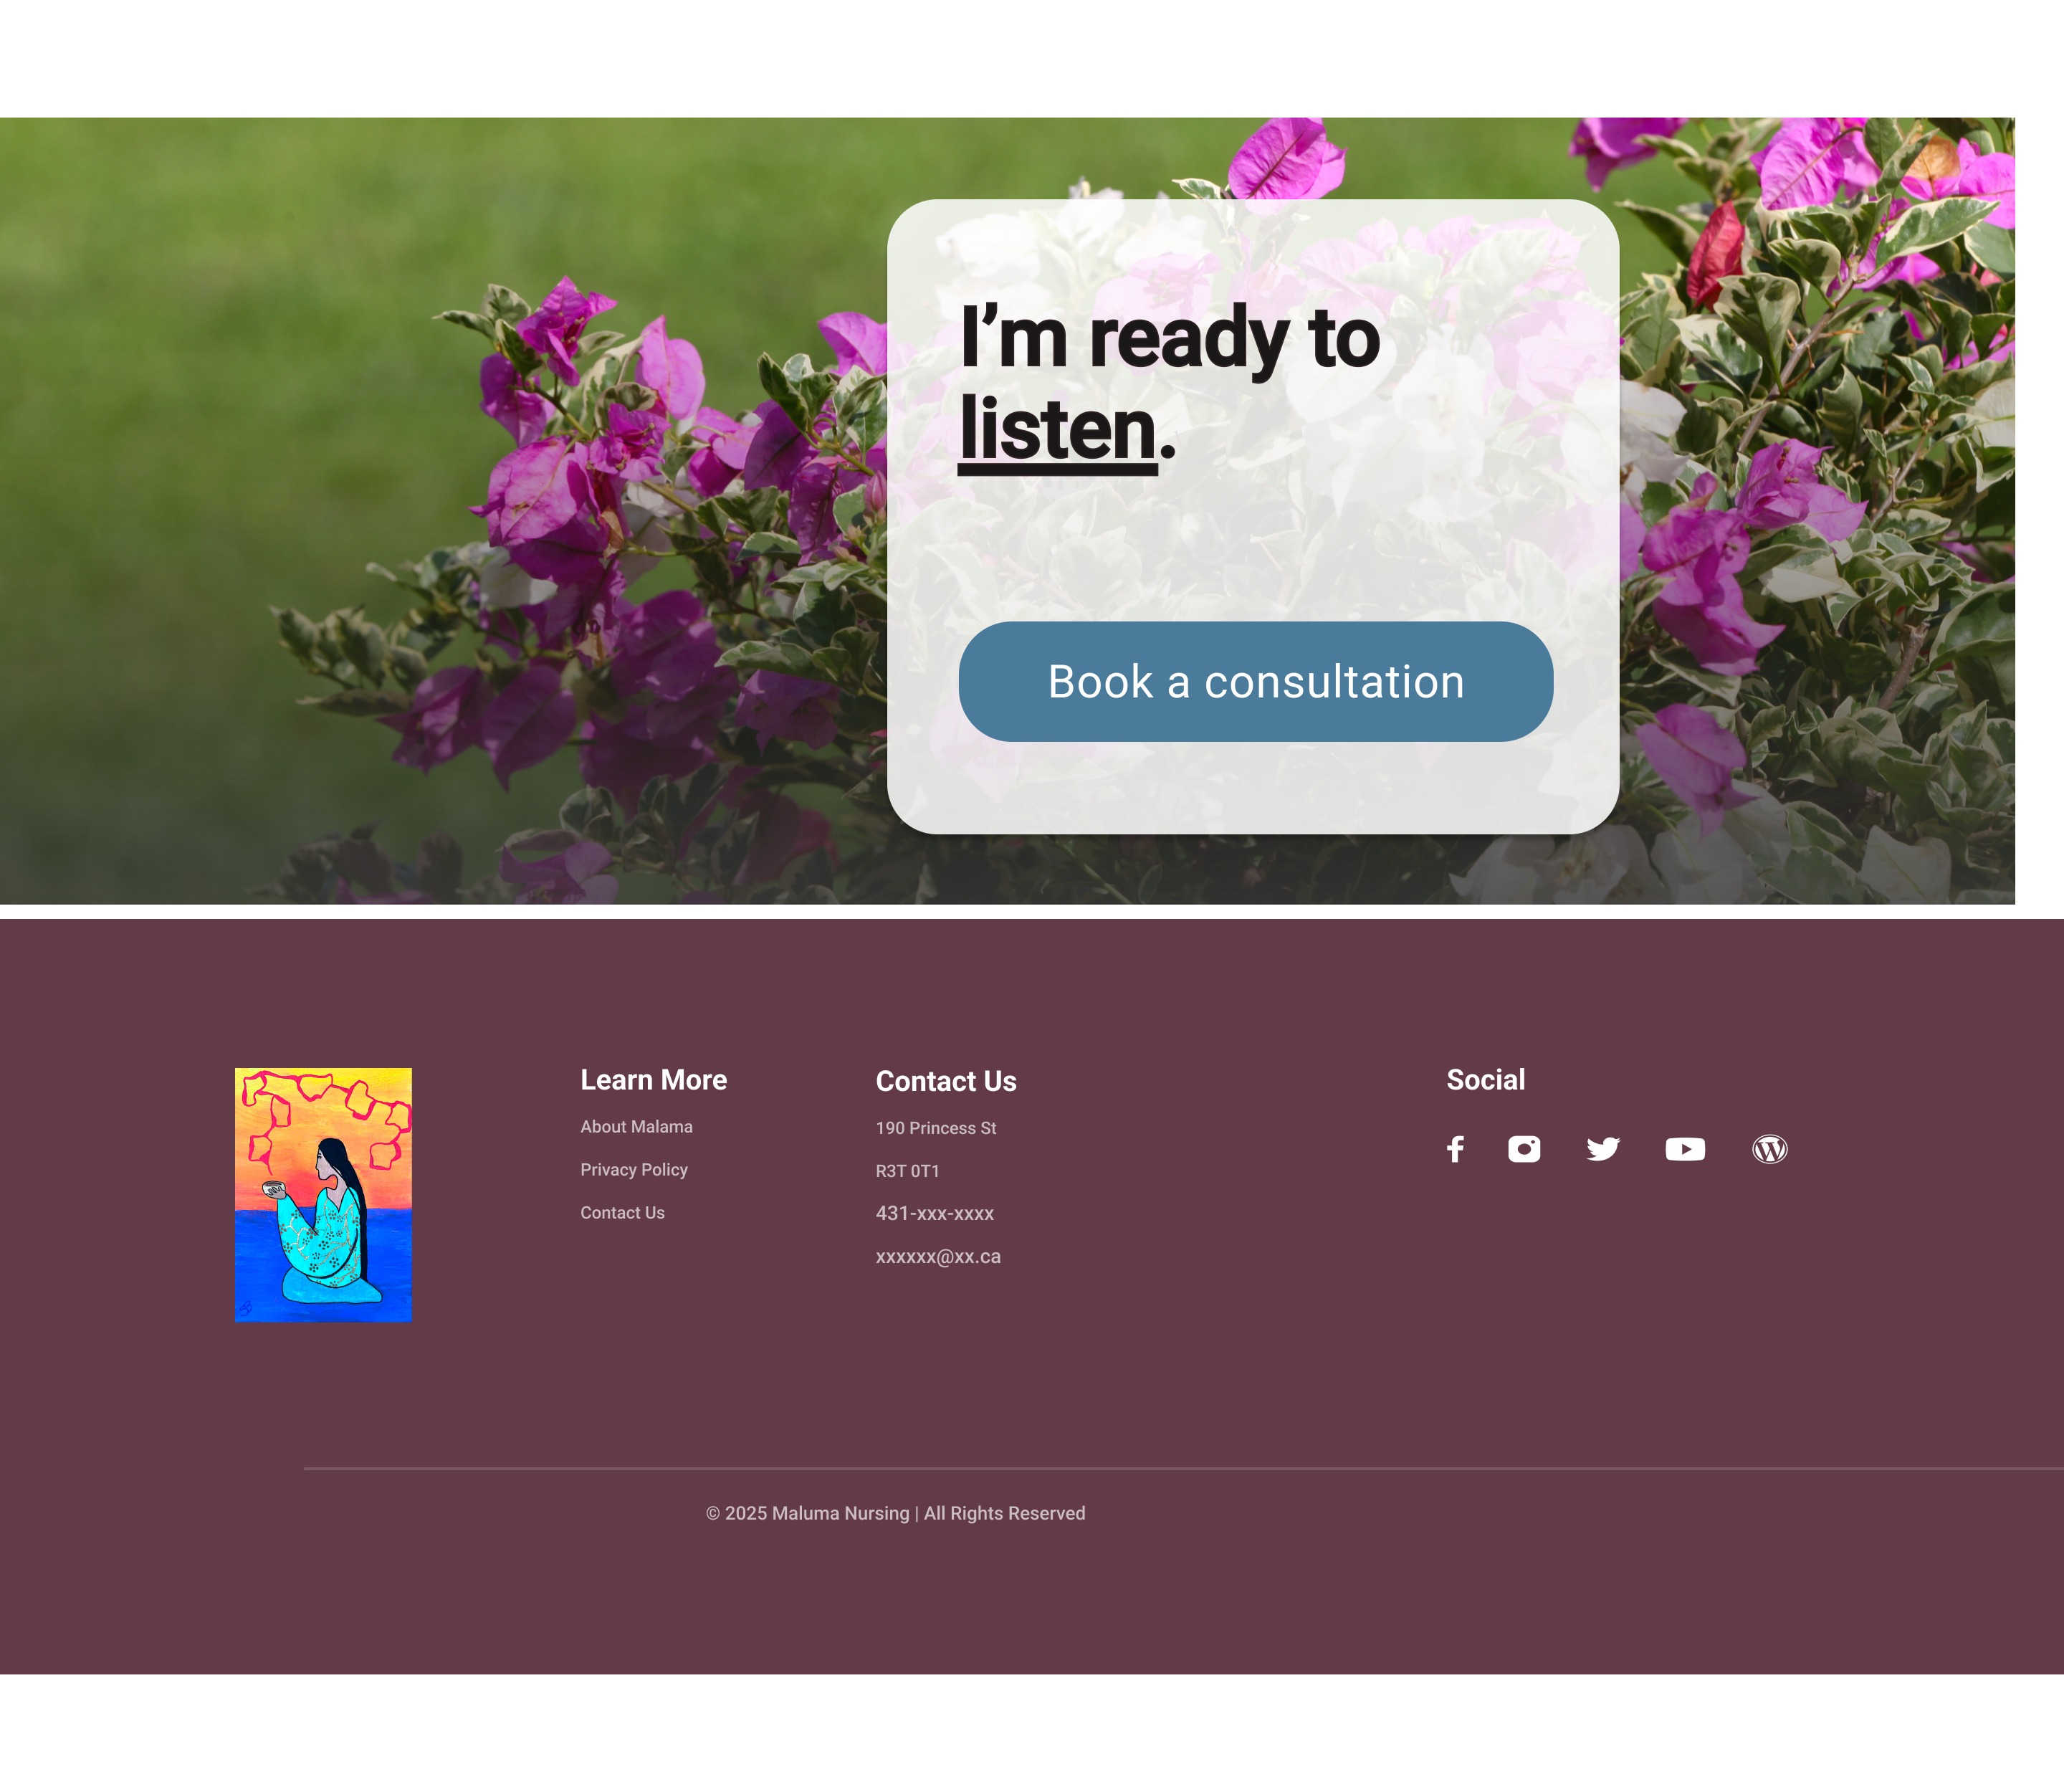 I’m ready to
listen.
Book a consultation
Learn More
About Malama
Privacy Policy
Contact Us
Contact Us
190 Princess St
R3T 0T1
431-xxx-xxxx
xxxxxx@xx.ca
Social
© 2025 Maluma Nursing | All Rights Reserved